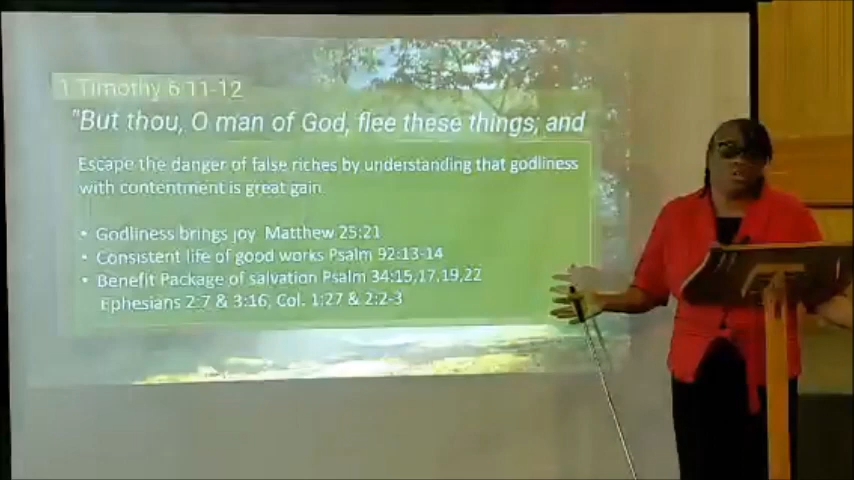 1 Timothy 6:11-12
"But thou, O man of God, flee these things; and
Escape the danger of false riches by understanding that godliness
with contentment is great gain
• Godliness brings joy Matthew 25:21
• Consistent life of good works Psalm 92:13-14
• Benefit Package of salvation Psalm 34:15,17,19,22
Ephesians 2:7 & 3:16, Col. 1:27 & 2:2-3